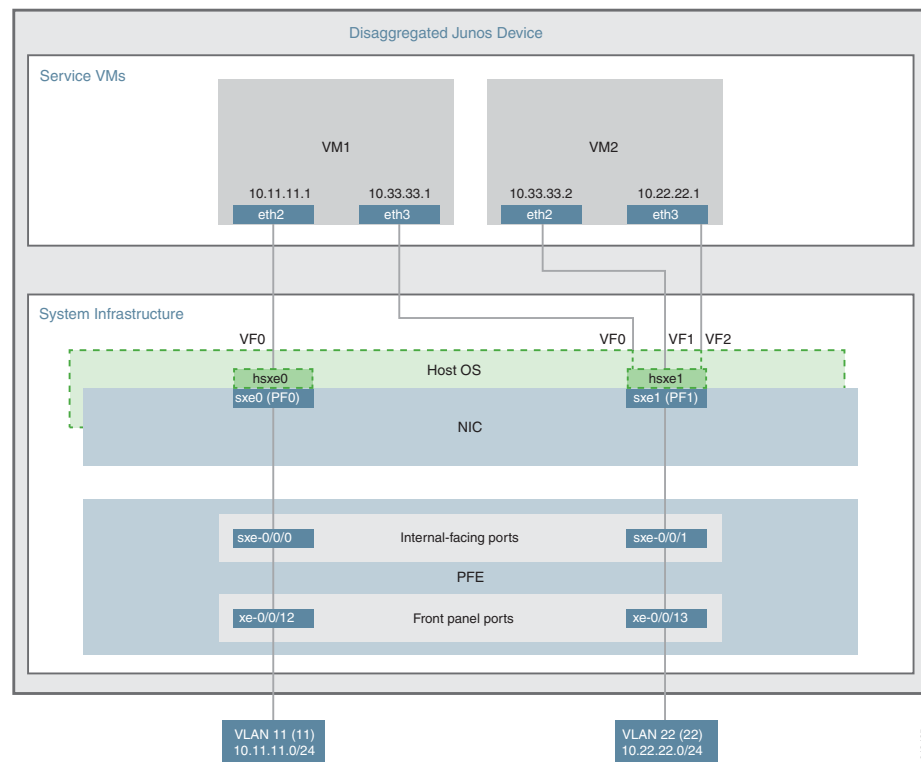 Disaggregated Junos Device
Service VMs
VM1
VM2
10.11.11.1
10.33.33.1
10.33.33.2
10.22.22.1
eth2
eth3
eth2
eth3
System Infrastructure
VF0
VF0
VF1
VF2
Host OS
hsxe0
hsxe1
sxe0 (PF0)
sxe1 (PF1)
NIC
sxe-0/0/0
Internal-facing ports
sxe-0/0/1
PFE
xe-0/0/12
Front panel ports
xe-0/0/13
VLAN 11 (11)
10.11.11.0/24
VLAN 22 (22)
10.22.22.0/24